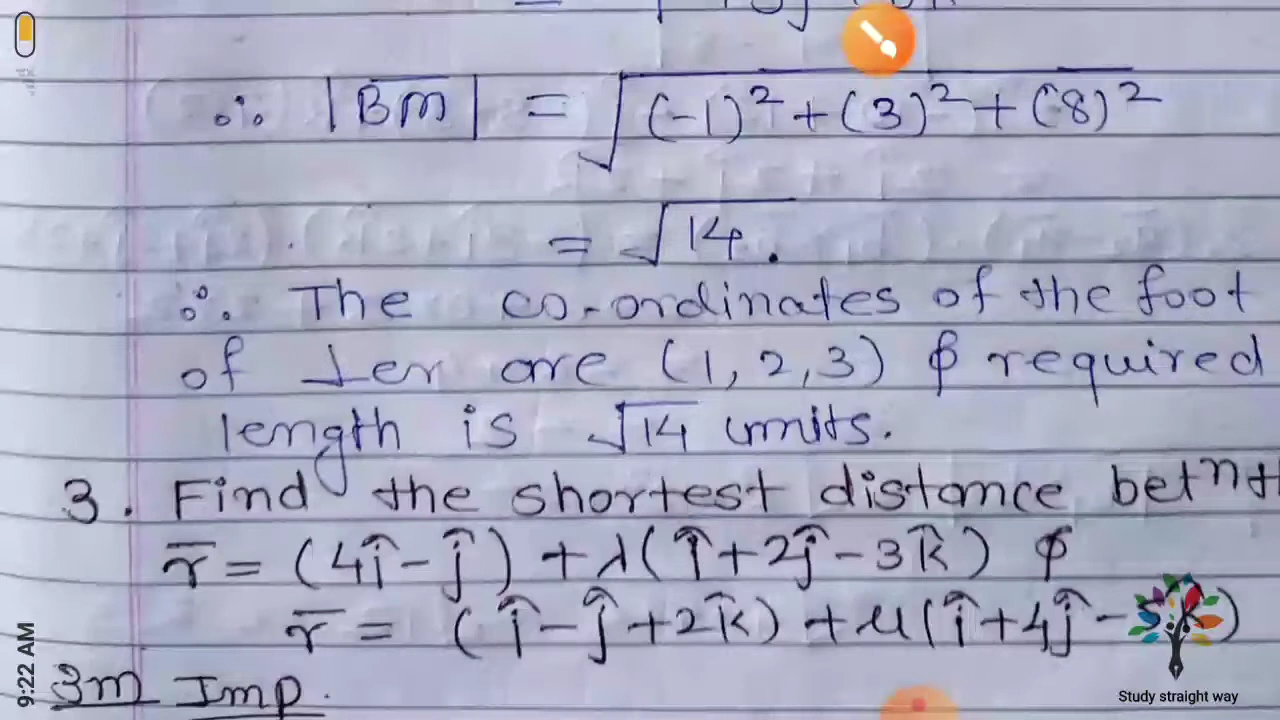 ∴ |B̅m̅| = √(-1)² + (3)² + (-8)²
= √14.
∴ The co-ordinates of the foot
of ⊥er are (1, 2, 3) & required
length is √14 units.
3. Find the shortest distance betⁿ th
r̅ = (4î - ĵ) + λ(î + 2ĵ - 3k̂) &
r̅ = (î - ĵ + 2k̂) + μ(î + 4ĵ - 5k̂)
3m Imp.
9:22 AM
Study straight way